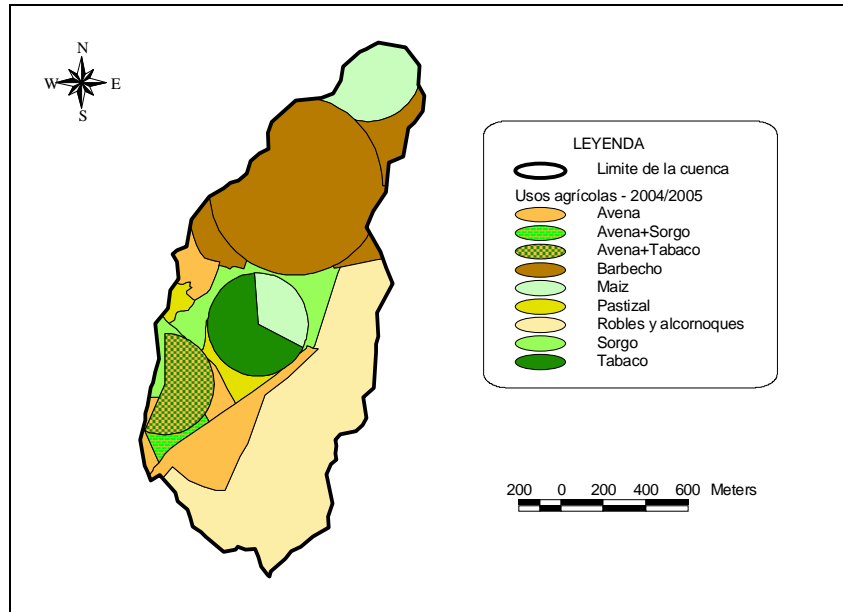 N
W E
S
LEYENDA
Limite de la cuenca
Usos agrícolas - 2004/2005
Avena
Avena+Sorgo
Avena+Tabaco
Barbecho
Maiz
Pastizal
Robles y alcornoques
Sorgo
Tabaco
200 0 200 400 600 Meters